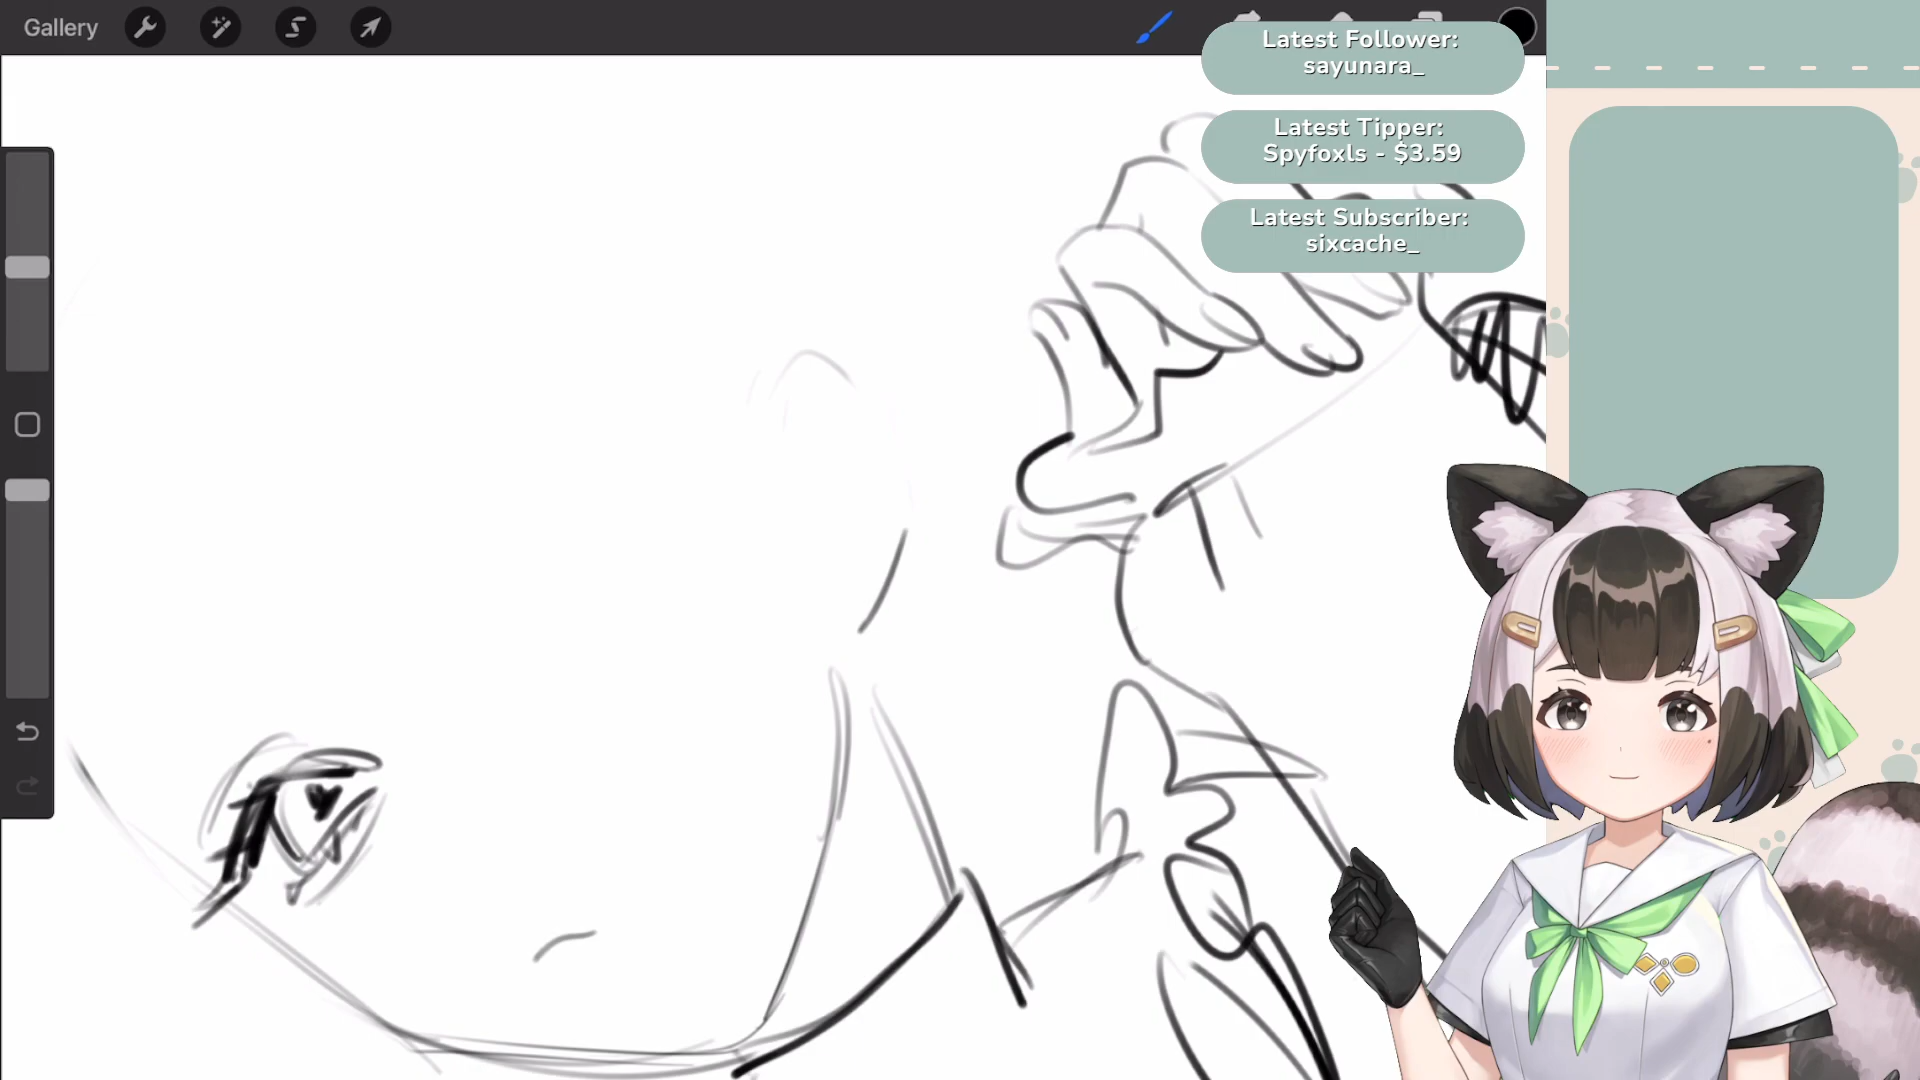 Gallery
Latest Follower:
sayunara_
Latest Tipper:
Spyfoxls - $3.59
Latest Subscriber:
sixcache_